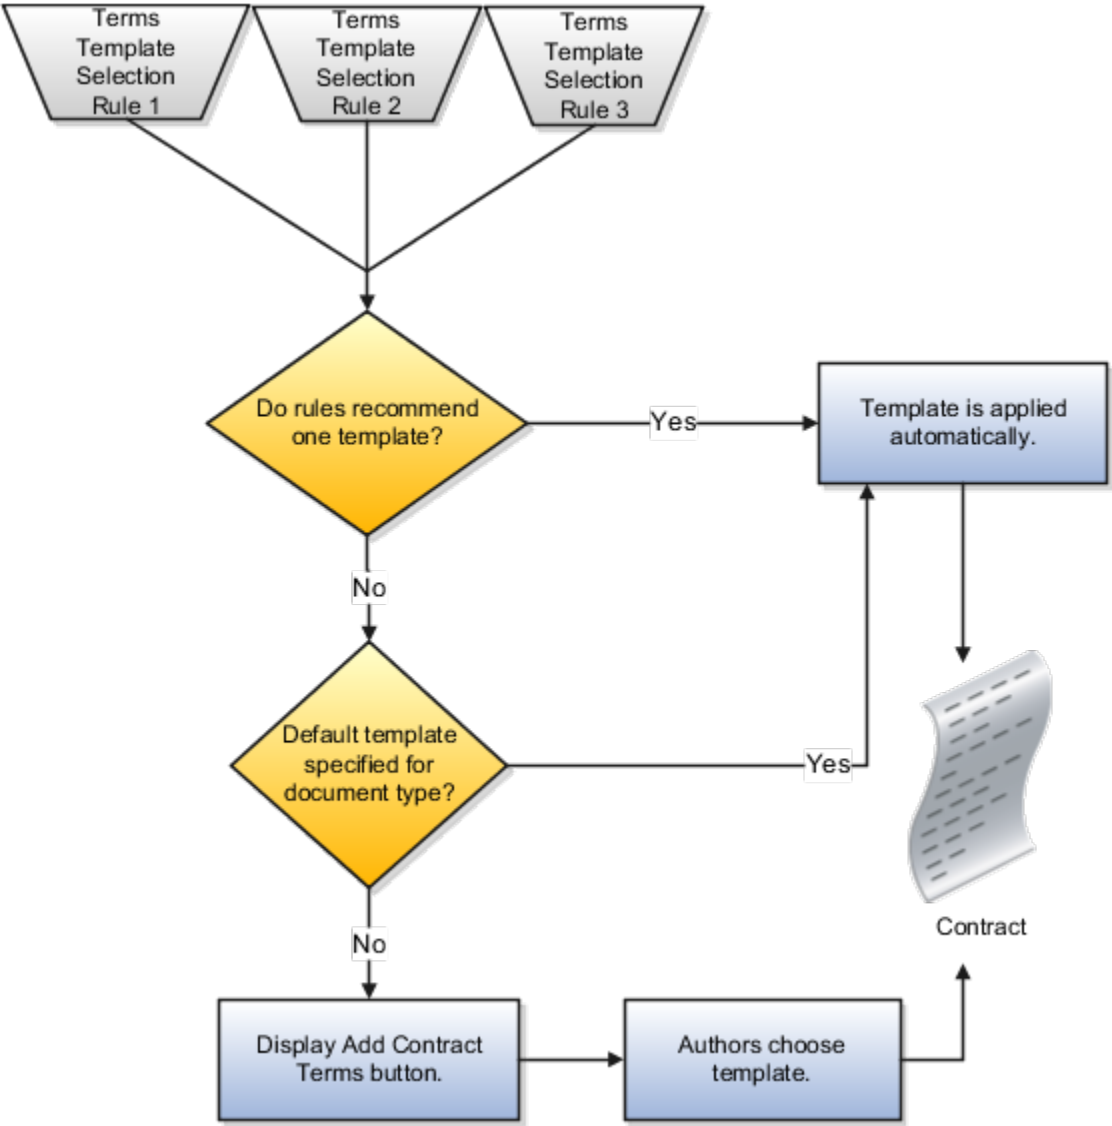 Terms
Template
Selection
Rule 1
Terms
Template
Selection
Rule 2
Terms
Template
Selection
Rule 3
Do rules recommend
one template?
Yes
Template is applied
automatically.
No
Default template
specified for
document type?
Yes
Contract
No
Display Add Contract
Terms button.
Authors choose
template.